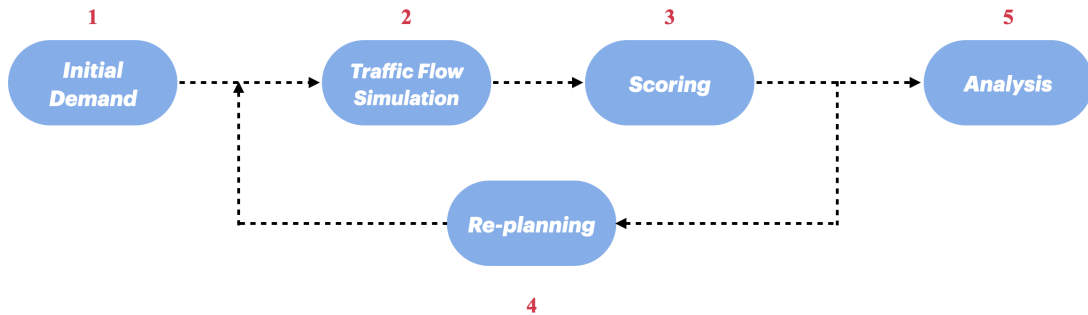 1
2
3
5
Initial
Demand
Traffic Flow
Simulation
Scoring
Analysis
Re-planning
4